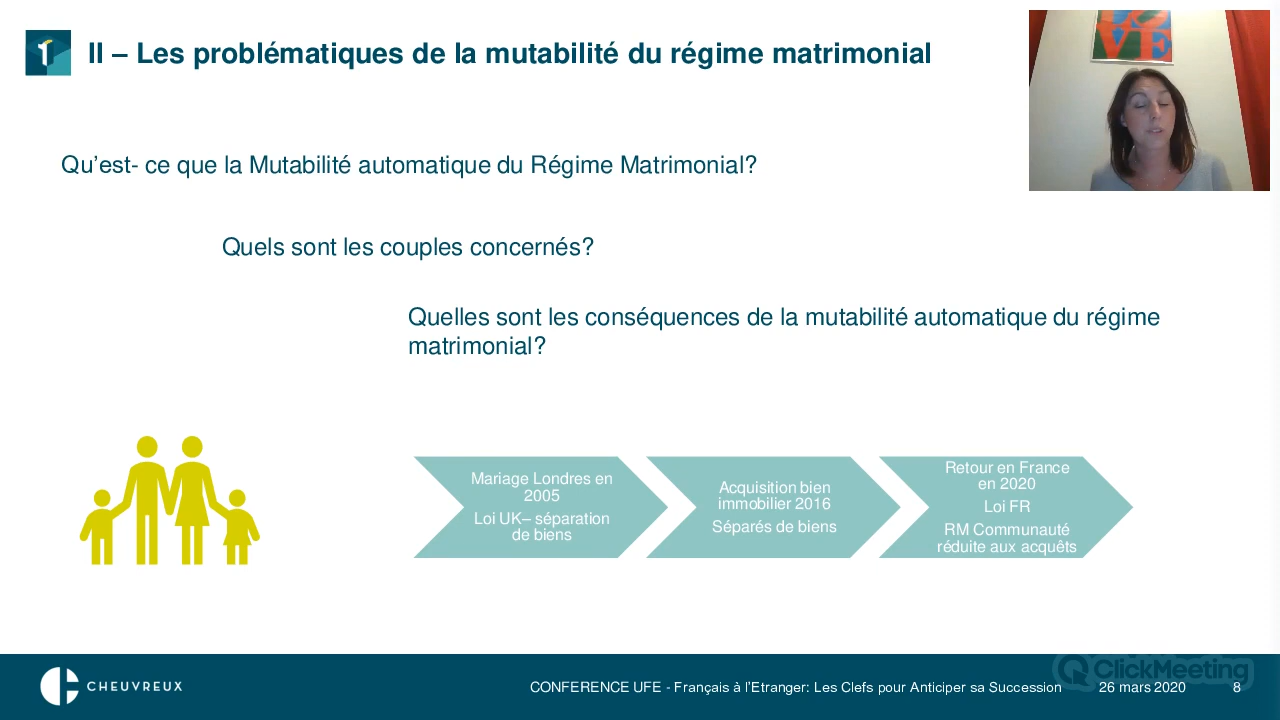 II – Les problématiques de la mutabilité du régime matrimonial
Qu’est- ce que la Mutabilité automatique du Régime Matrimonial?
Quels sont les couples concernés?
Quelles sont les conséquences de la mutabilité automatique du régime
matrimonial?
Mariage Londres en
2005
Loi UK– séparation
de biens
Acquisition bien
immobilier 2016
Séparés de biens
Retour en France
en 2020
Loi FR
RM Communauté
réduite aux acquêts
CHEUVREUX
CONFERENCE UFE - Français à l'Etranger: Les Clefs pour Anticiper sa Succession
26 mars 2020
8
ClickMeeting